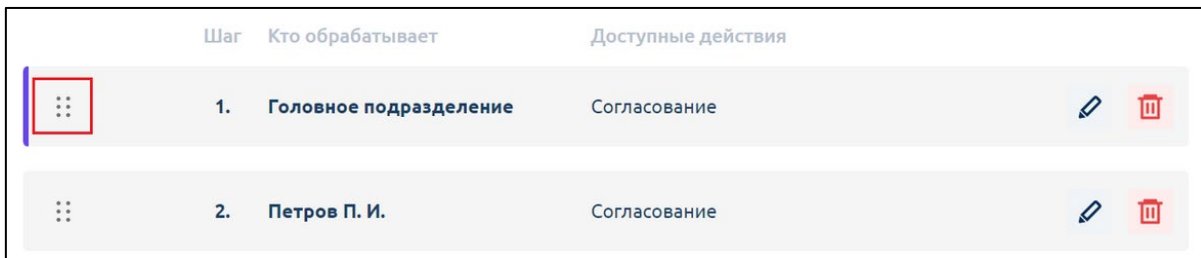 Шаг Кто обрабатывает Доступные действия
1. Головное подразделение Согласование
2. Петров П. И. Согласование